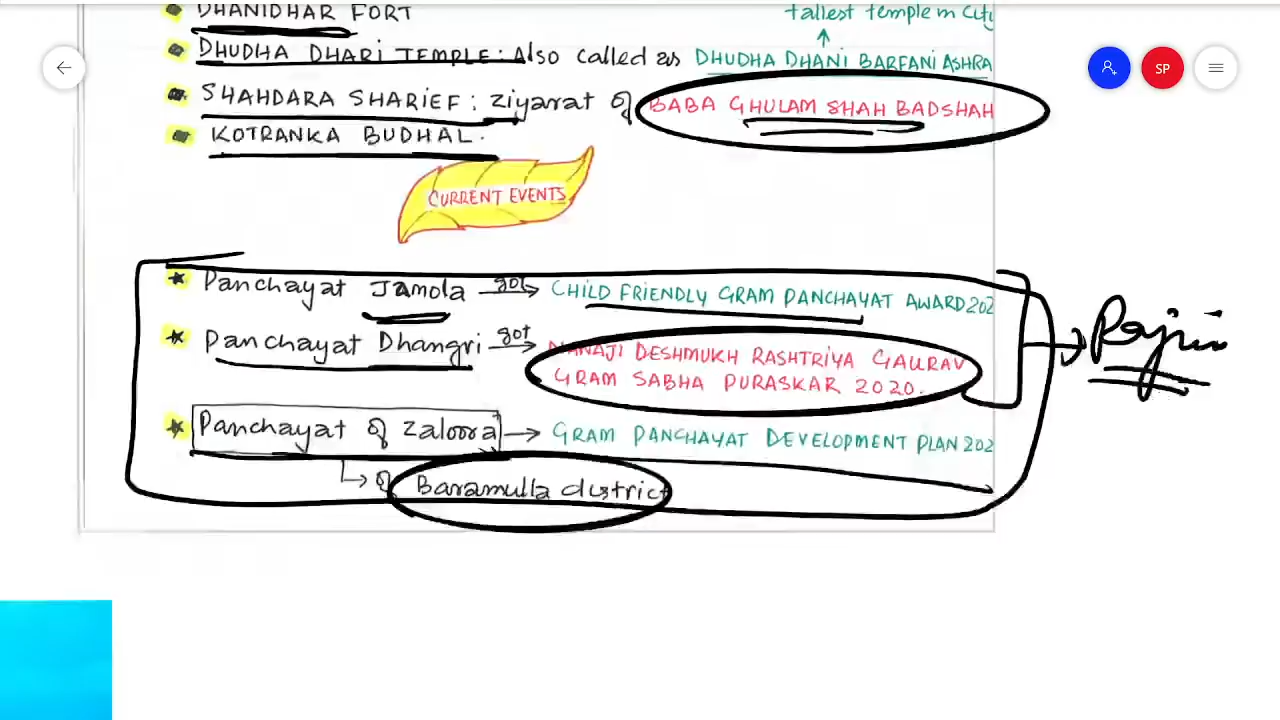 DHANIDHAR FORT
tallest temple in City
DHUDHA DHARI TEMPLE: Also called as DHUDHA DHANI BARFANI ASHRA
SHAHDARA SHARIEF: ziyarat of BABA GHULAM SHAH BADSHAH
KOTRANKA BUDHAL.
CURRENT EVENTS
Panchayat Jamola got CHILD FRIENDLY GRAM PANCHAYAT AWARD 202
Panchayat Dhangri got NANAJI DESHMUKH RASHTRIYA GAURAV
GRAM SABHA PURASKAR 2020.
Panchayat of Zaloora → GRAM PANCHAYAT DEVELOPMENT PLAN 202
of Baramulla district
SP